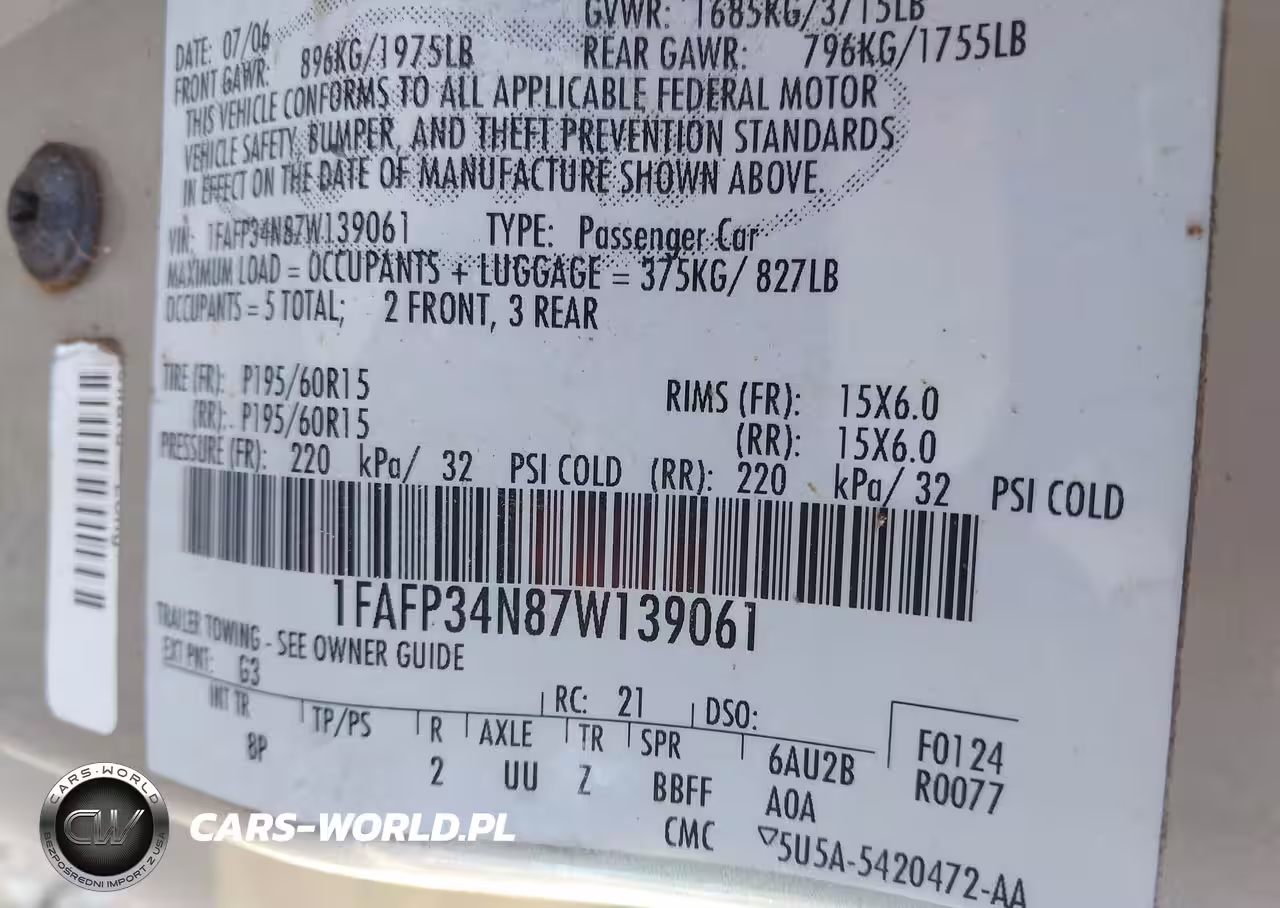 GVWR: 1685KG/3715LB
DATE: 07/06
FRONT GAWR: 896KG/1975LB REAR GAWR: 796KG/1755LB
THIS VEHICLE CONFORMS TO ALL APPLICABLE FEDERAL MOTOR
VEHICLE SAFETY, BUMPER, AND THEFT PREVENTION STANDARDS
IN EFFECT ON THE DATE OF MANUFACTURE SHOWN ABOVE.
VIN: 1FAFP34N87W139061 TYPE: Passenger Car
MAXIMUM LOAD = OCCUPANTS + LUGGAGE = 375KG/ 827LB
OCCUPANTS = 5 TOTAL; 2 FRONT, 3 REAR
TIRE (FR): P195/60R15 RIMS (FR): 15X6.0
(RR): P195/60R15 (RR): 15X6.0
PRESSURE (FR): 220 kPa/ 32 PSI COLD (RR): 220 kPa/ 32 PSI COLD
1FAFP34N87W139061
TRAILER TOWING - SEE OWNER GUIDE
EXT PNT: G3 RC: 21 DSO:
INT TR TP/PS R AXLE TR SPR 6AU2B F0124
8P 2 UU Z BBFF A0A R0077
CMC ▽5U5A-5420472-AA
CARS-WORLD
CW
BEZPOŚREDNI IMPORT Z USA
CARS-WORLD.PL